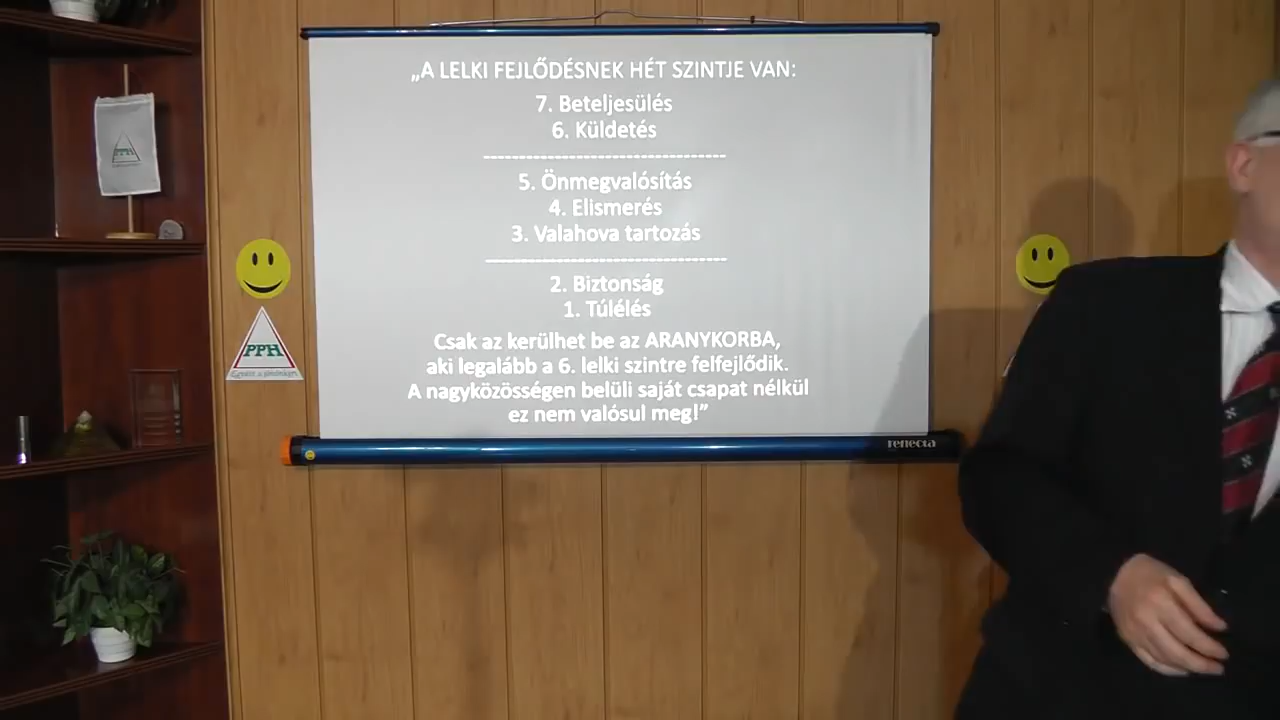 „A LELKI FEJLŐDÉSNEK HÉT SZINTJE VAN:
7. Beteljesülés
6. Küldetés
--------------------------------
5. Önmegvalósítás
4. Elismerés
3. Valahova tartozás
--------------------------------
2. Biztonság
1. Túlélés
Csak az kerülhet be az ARANYKORBA,
aki legalább a 6. lelki szintre felfejlődik.
A nagyközösségen belüli saját csapat nélkül
ez nem valósul meg!”
PPH
reflecta